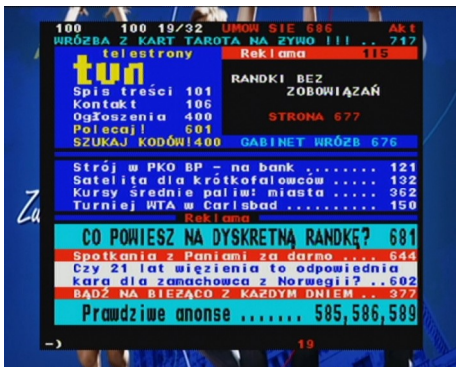 100 100 19/32 UMOW SIE 686 Akt
WRÓŻBA Z KART TAROTA NA ŻYWO !!! .. 717
telestrony
Reklama 115
tvn
RANDKI BEZ
ZOBOWIĄZAŃ
Spis treści 101
Kontakt 106
Ogłoszenia 400
STRONA 677
Polecaj! 601
SZUKAJ KODÓW!400 GABINET WRÓŻB 676
Strój w PKO BP – na bank ........ 121
Satelita dla krótkofalowców ..... 132
Kursy średnie paliw: miasta ..... 362
Turniej WTA w Carlsbad .......... 150
Reklama
CO POWIESZ NA DYSKRETNĄ RANDKĘ? 681
Spotkania z Paniami za darmo .... 644
Czy 21 lat więzienia to odpowiednia
kara dla zamachowca z Norwegii? ..602
BĄDŹ NA BIEŻĄCO Z KAŻDYM DNIEM .. 377
Prawdziwe anonse ....... 585,586,589
–) 19